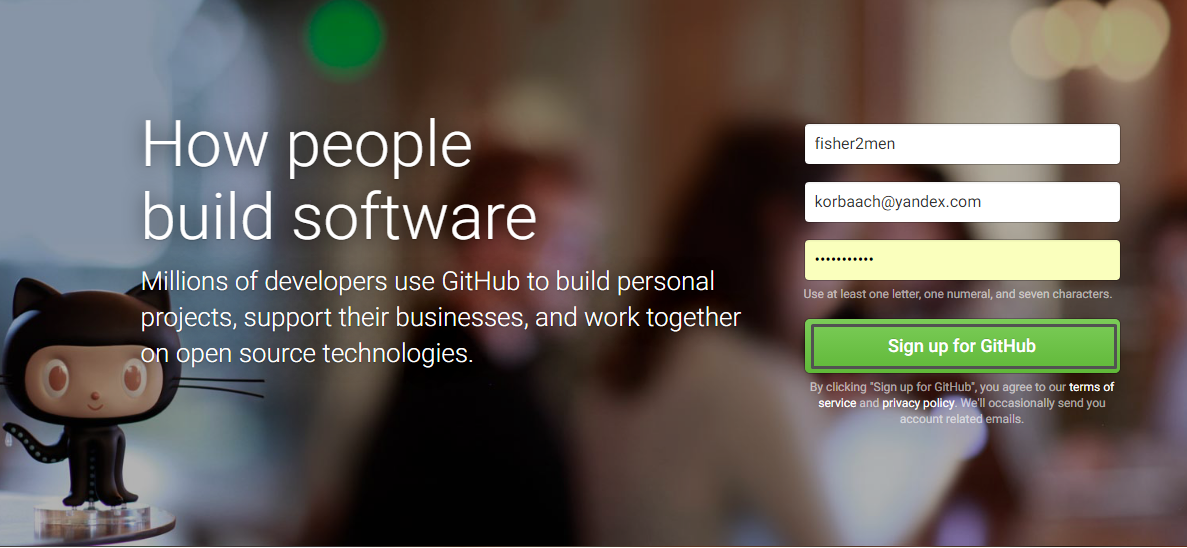 How people
build software
Millions of developers use GitHub to build personal
projects, support their businesses, and work together
on open source technologies.
fisher2men
korbaach@yandex.com
•••••••••••
Use at least one letter, one numeral, and seven characters.
Sign up for GitHub
By clicking "Sign up for GitHub", you agree to our terms of
service and privacy policy. We'll occasionally send you
account related emails.